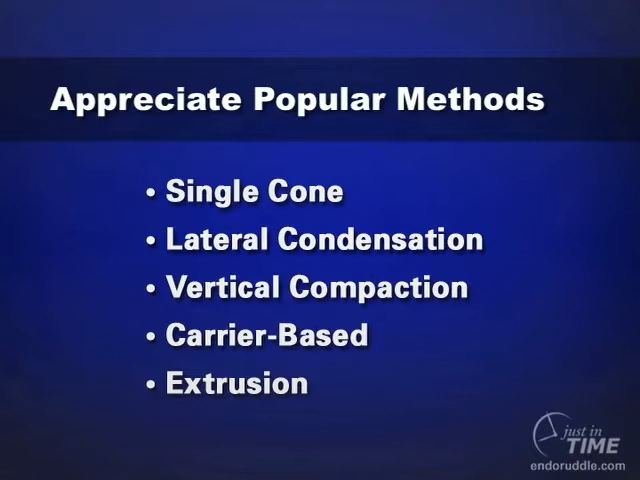 Appreciate Popular Methods
• Single Cone
• Lateral Condensation
• Vertical Compaction
• Carrier-Based
• Extrusion
just in
TIME
endoruddle.com